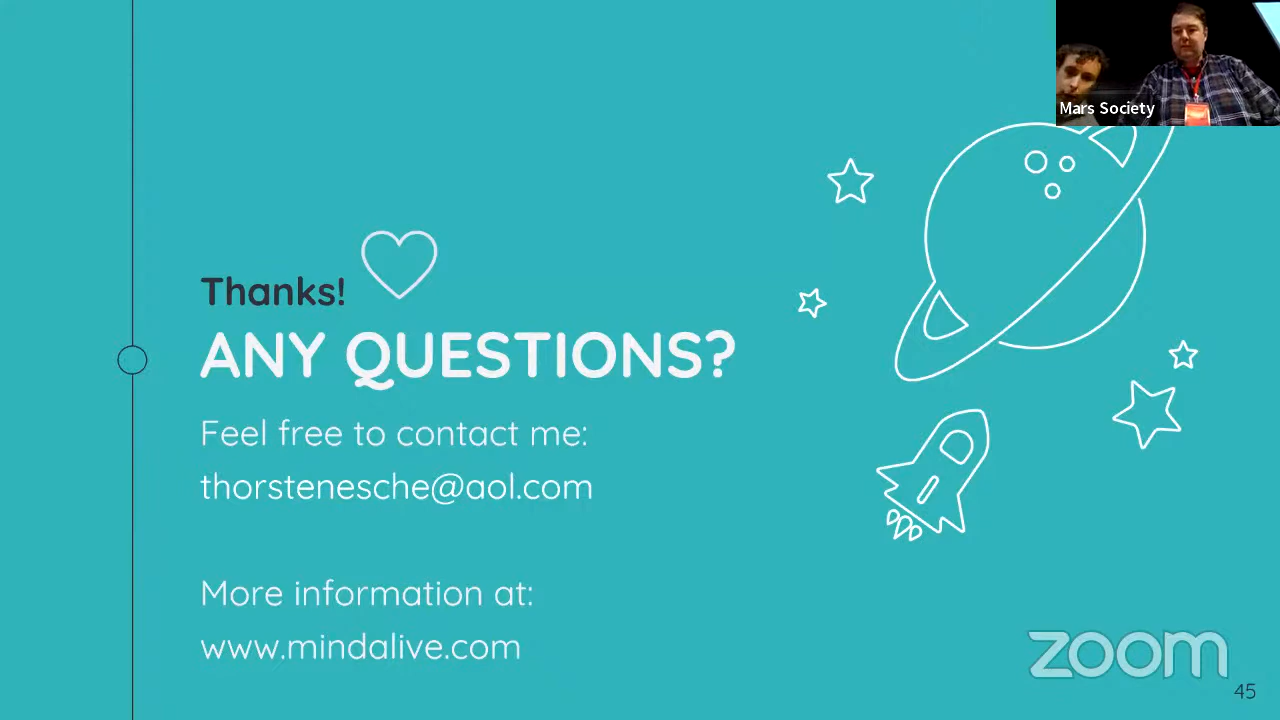 Mars Society
Thanks!
ANY QUESTIONS?
Feel free to contact me:
thorstenesche@aol.com
More information at:
www.mindalive.com
zoom
45